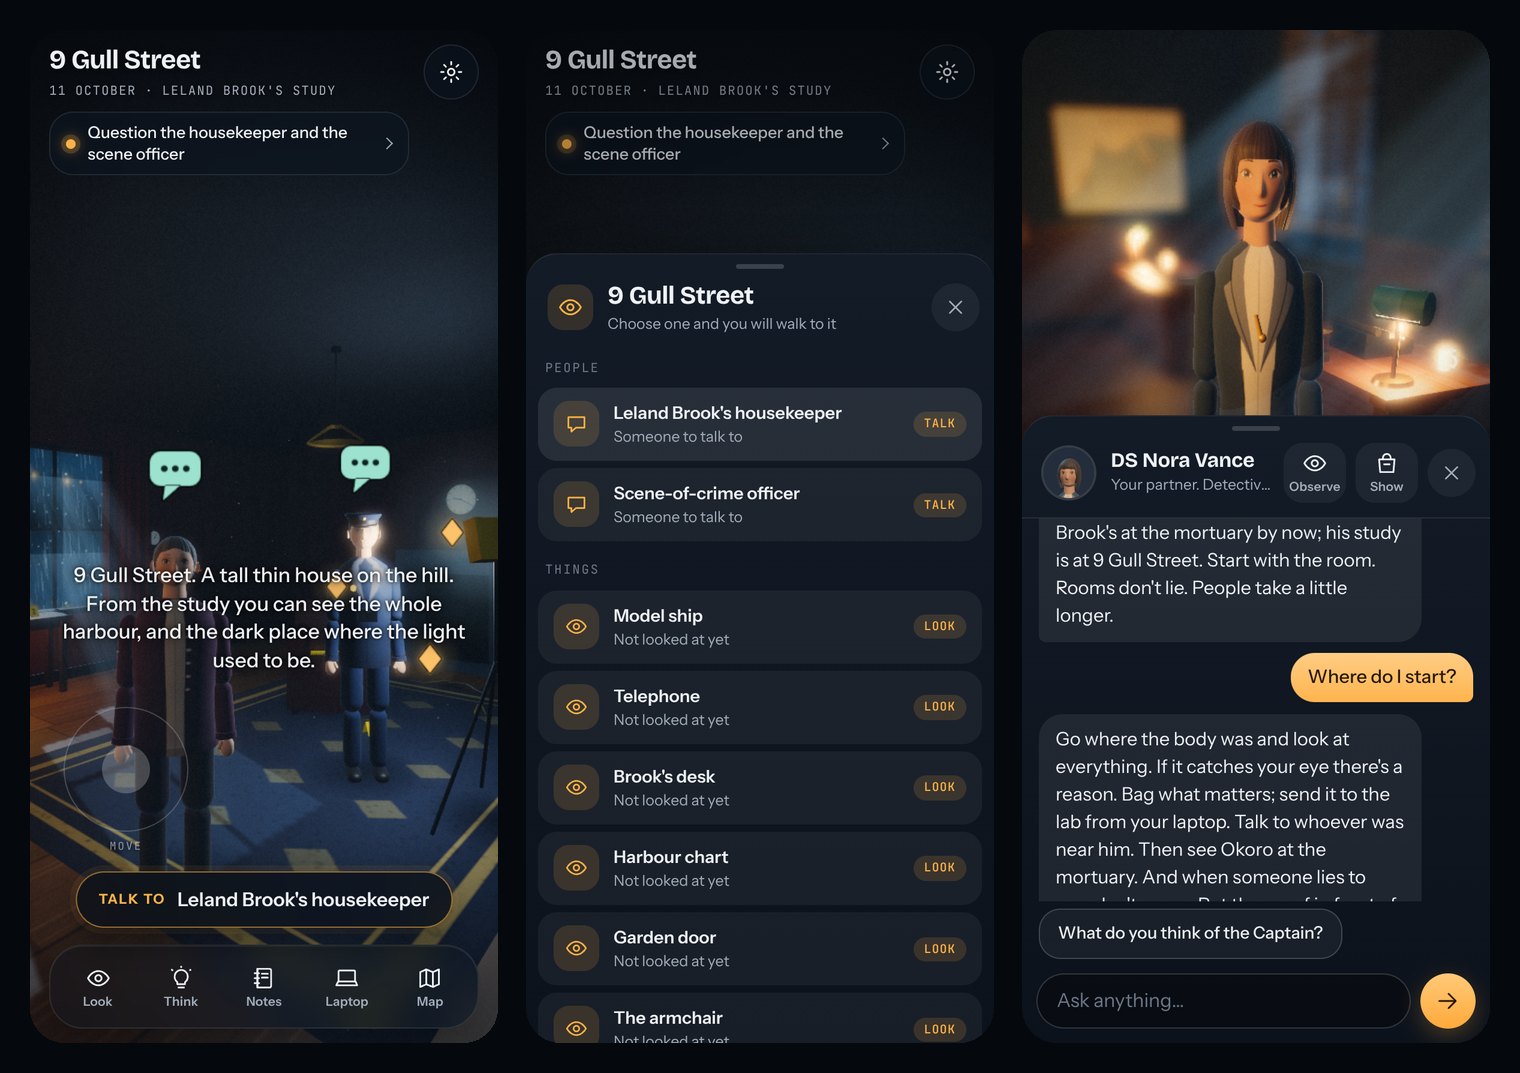 9 Gull Street
11 OCTOBER · LELAND BROOK'S STUDY
Question the housekeeper and the
scene officer
9 Gull Street. A tall thin house on the hill.
From the study you can see the whole
harbour, and the dark place where the light
used to be.
MOVE
TALK TO Leland Brook's housekeeper
Look
Think
Notes
Laptop
Map
9 Gull Street
11 OCTOBER · LELAND BROOK'S STUDY
Question the housekeeper and the
scene officer
9 Gull Street
Choose one and you will walk to it
PEOPLE
Leland Brook's housekeeper
Someone to talk to
TALK
Scene-of-crime officer
Someone to talk to
TALK
THINGS
Model ship
Not looked at yet
LOOK
Telephone
Not looked at yet
LOOK
Brook's desk
Not looked at yet
LOOK
Harbour chart
Not looked at yet
LOOK
Garden door
Not looked at yet
LOOK
The armchair
Not looked at yet
LOOK
DS Nora Vance
Your partner. Detectiv...
Observe
Show
Brook's at the mortuary by now; his study
is at 9 Gull Street. Start with the room.
Rooms don't lie. People take a little
longer.
Where do I start?
Go where the body was and look at
everything. If it catches your eye there's a
reason. Bag what matters; send it to the
lab from your laptop. Talk to whoever was
near him. Then see Okoro at the
mortuary. And when someone lies to
What do you think of the Captain?
Ask anything...